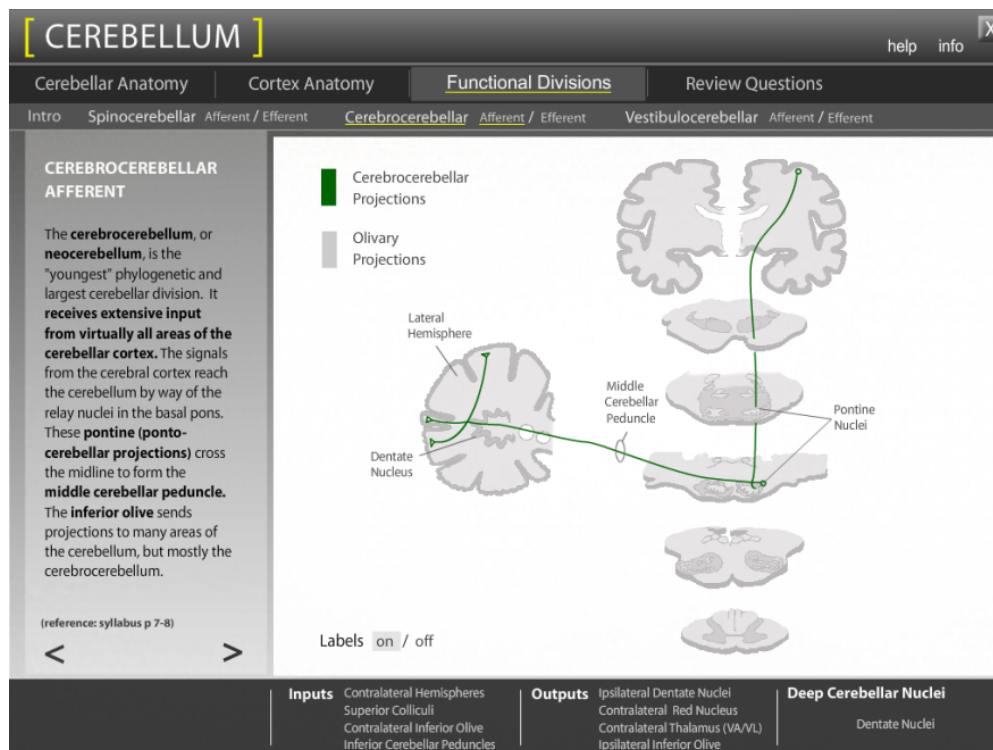 [ CEREBELLUM ]
X
help info
Cerebellar Anatomy Cortex Anatomy Functional Divisions Review Questions
Intro Spinocerebellar Afferent / Efferent Cerebrocerebellar Afferent / Efferent Vestibulocerebellar Afferent / Efferent
CEREBROCEREBELLAR
AFFERENT
The cerebrocerebellum, or
neocerebellum, is the
"youngest" phylogenetic and
largest cerebellar division. It
receives extensive input
from virtually all areas of the
cerebellar cortex. The signals
from the cerebral cortex reach
the cerebellum by way of the
relay nuclei in the basal pons.
These pontine (ponto-
cerebellar projections) cross
the midline to form the
middle cerebellar peduncle.
The inferior olive sends
projections to many areas of
the cerebellum, but mostly the
cerebrocerebellum.
(reference: syllabus p 7-8)
< >
Cerebrocerebellar
Projections
Olivary
Projections
Lateral
Hemisphere
Dentate
Nucleus
Middle
Cerebellar
Peduncle
Pontine
Nuclei
Labels on / off
Inputs Contralateral Hemispheres
Superior Colliculi
Contralateral Inferior Olive
Inferior Cerebellar Peduncles
Outputs Ipsilateral Dentate Nuclei
Contralateral Red Nucleus
Contralateral Thalamus (VA/VL)
Ipsilateral Inferior Olive
Deep Cerebellar Nuclei
Dentate Nuclei